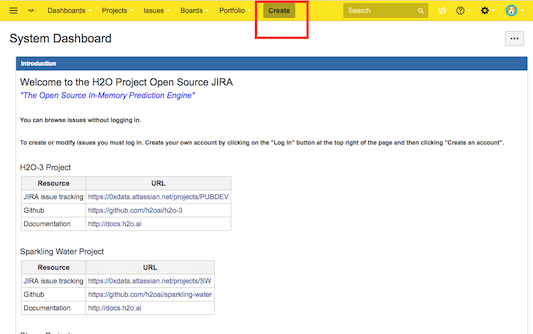 Dashboards Projects Issues Boards Portfolio Create Search
System Dashboard
Introduction
Welcome to the H2O Project Open Source JIRA
"The Open Source In-Memory Prediction Engine"
You can browse issues without logging in.
To create or modify issues you must log in. Create your own account by clicking on the "Log In" button at the top right of the page and then clicking "Create an account".
H2O-3 Project
Resource URL
JIRA issue tracking https://0xdata.atlassian.net/projects/PUBDEV
Github https://github.com/h2oai/h2o-3
Documentation http://docs.h2o.ai
Sparkling Water Project
Resource URL
JIRA issue tracking https://0xdata.atlassian.net/projects/SW
Github https://github.com/h2oai/sparkling-water
Documentation http://docs.h2o.ai